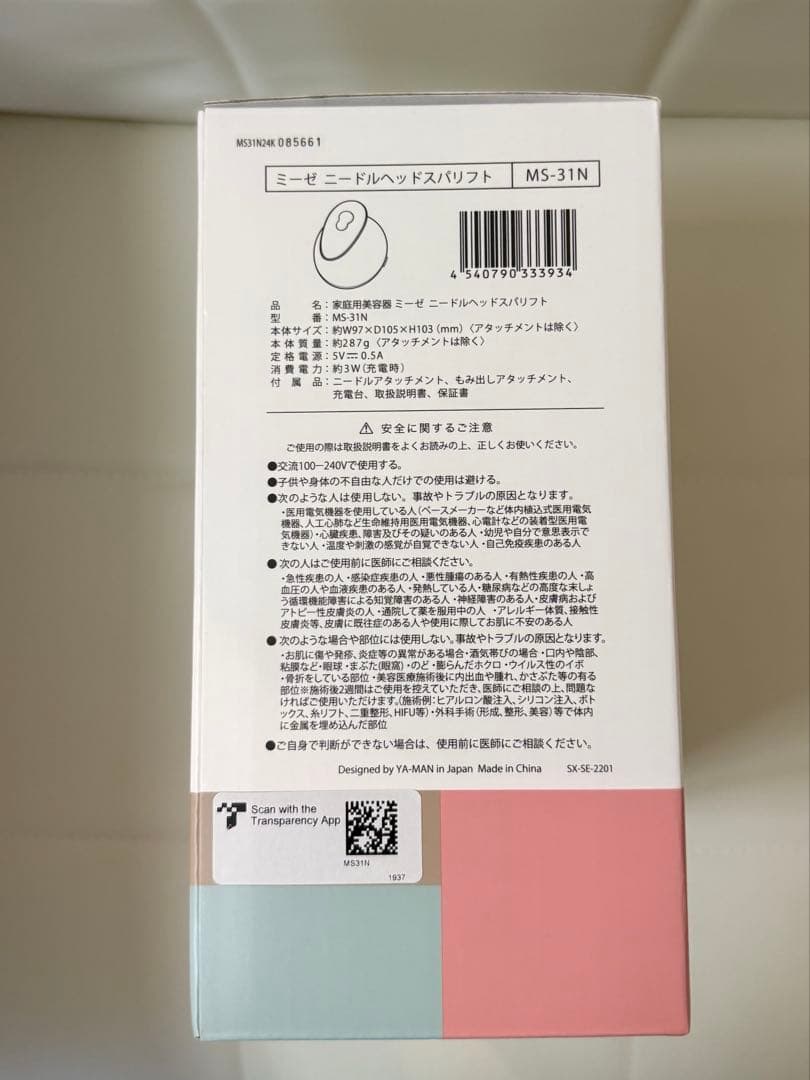 MS31N24K 085661
ミーゼ ニードルヘッドスパリフト MS-31N
4 540790 333934
品名：家庭用美容器 ミーゼ ニードルヘッドスパリフト
型番：MS-31N
本体サイズ：約W97×D105×H103（mm）〈アタッチメントは除く〉
本体質量：約287g〈アタッチメントは除く〉
定格電源：5V⎓0.5A
消費電力：約3W（充電時）
付属品：ニードルアタッチメント、もみ出しアタッチメント、
充電台、取扱説明書、保証書
⚠ 安全に関するご注意
ご使用の際は取扱説明書をよくお読みの上、正しくお使いください。
●交流100-240Vで使用する。
●子供や身体の不自由な人だけでの使用は避ける。
●次のような人は使用しない。事故やトラブルの原因となります。
・医用電気機器を使用している人（ペースメーカーなど体内植込式医用電気
機器、人工心肺など生命維持用医用電気機器、心電計などの装着型医用電
気機器）・心臓疾患、障害及びその疑いのある人・幼児や自分で意思表示で
きない人・温度や刺激の感覚が自覚できない人・自己免疫疾患のある人
●次の人はご使用前に医師にご相談ください。
・急性疾患の人・感染症疾患の人・悪性腫瘍のある人・有熱性疾患の人・高
血圧の人や血液疾患のある人・発熱している人・糖尿病などの高度な末しょ
う循環機能障害による知覚障害のある人・神経障害のある人・皮膚病および
アトピー性皮膚炎の人・通院して薬を服用中の人・アレルギー体質、接触性
皮膚炎等、皮膚に既往症のある人や使用に際してお肌に不安のある人
●次のような場合や部位には使用しない。事故やトラブルの原因となります。
・お肌に傷や発疹、炎症等の異常がある場合・酒気帯びの場合・口内や陰部、
粘膜など・眼球・まぶた（眼窩）・のど・膨らんだホクロ・ウイルス性のイボ
・骨折をしている部位・美容医療施術後に内出血や腫れ、かさぶた等の有る
部位※施術後2週間はご使用を控えていただき、医師にご相談の上、問題な
ければご使用いただけます。（施術例：ヒアルロン酸注入、シリコン注入、ボト
ックス、糸リフト、二重整形、HIFU等）・外科手術（形成、整形、美容）等で体内
に金属を埋め込んだ部位
●ご自身で判断ができない場合は、使用前に医師にご相談ください。
Designed by YA-MAN in Japan Made in China SX-SE-2201
Scan with the
Transparency App
MS31N
1937